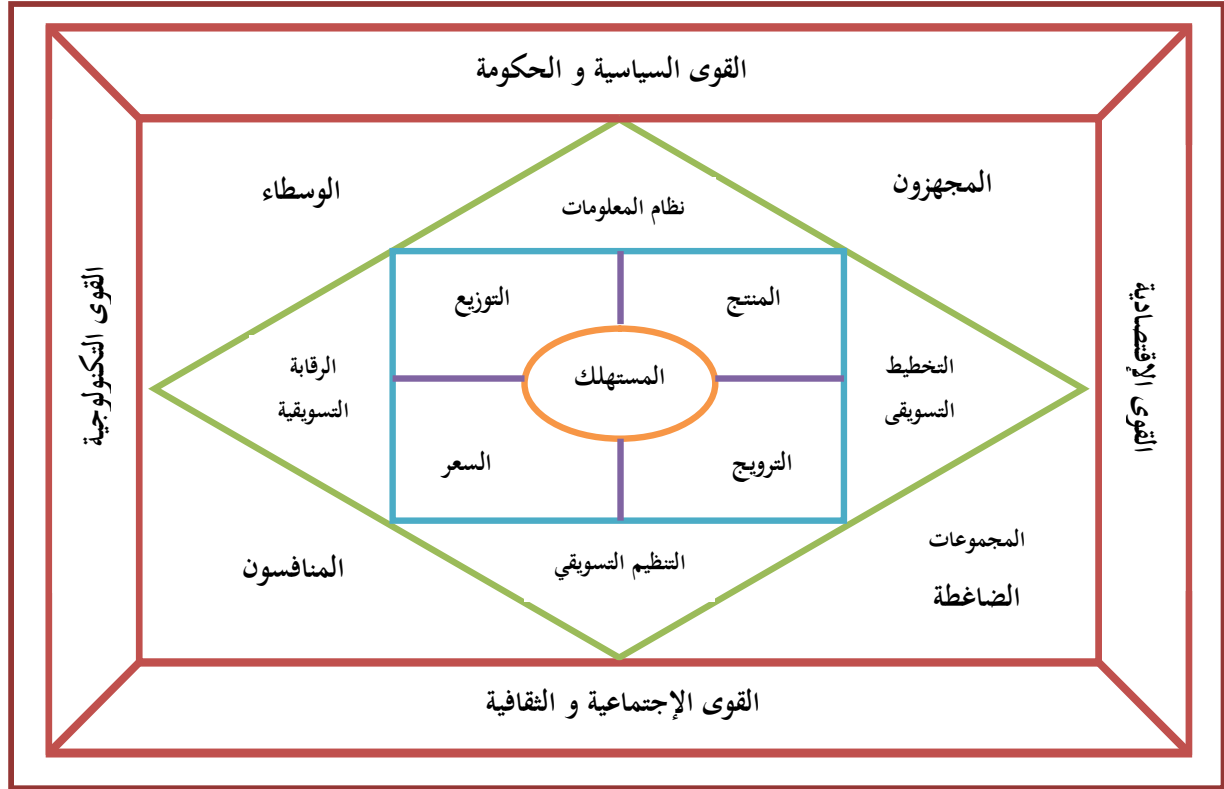 القوى السياسية و الحكومة
المجهزون
الوسطاء
نظام المعلومات
القوى الإقتصادية
القوى التكنولوجية
المنتج
التوزيع
التخطيط
التسويقى
المستهلك
الرقابة
التسويقية
الترويج
السعر
المجموعات
الضاغطة
التنظيم التسويقي
المنافسون
القوى الإجتماعية و الثقافية